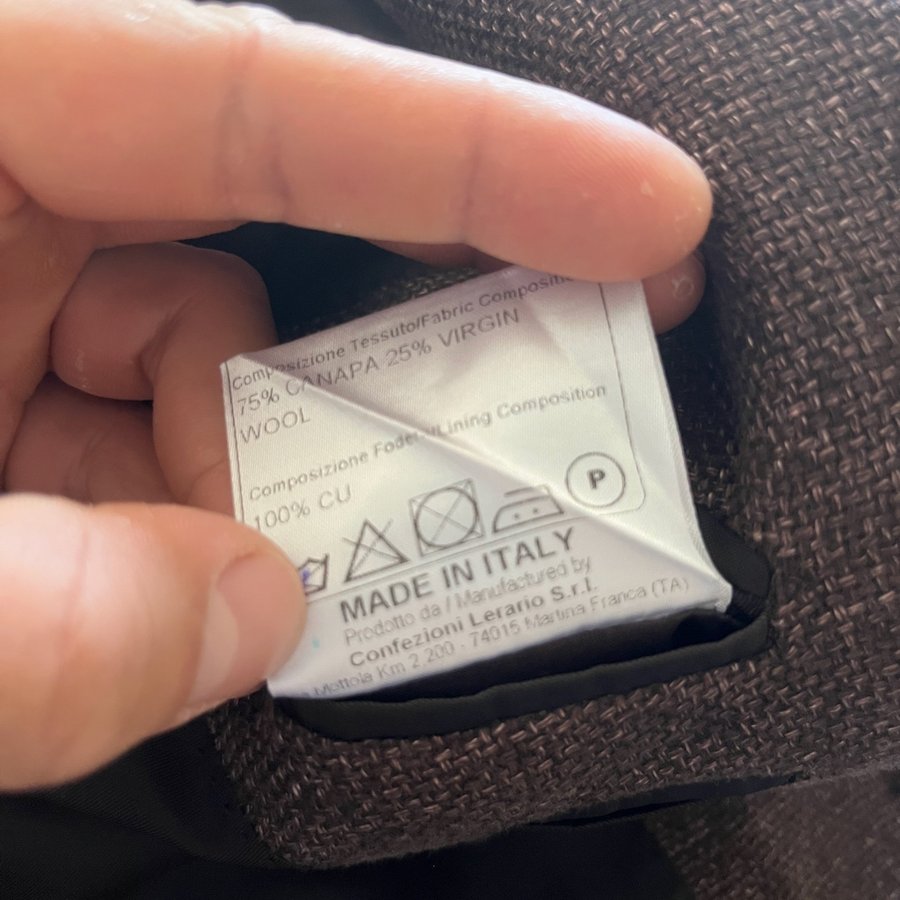 Composizione Tessuto/Fabric Composition
75% CANAPA 25% VIRGIN
WOOL
Composizione Lining Composition
100% CU
P
MADE IN ITALY
Prodotto da / Manufactured by
Confezioni Lerario S.r.l.
Mottola Km 2,200 - 74015 Martina Franca (TA)